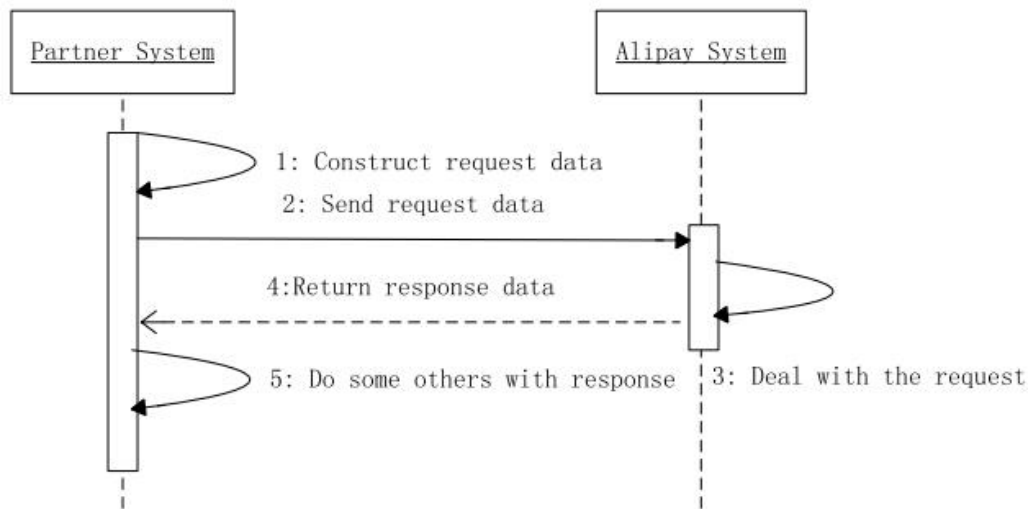 Partner System
Alipay System
1: Construct request data
2: Send request data
4:Return response data
5: Do some others with response
3: Deal with the request